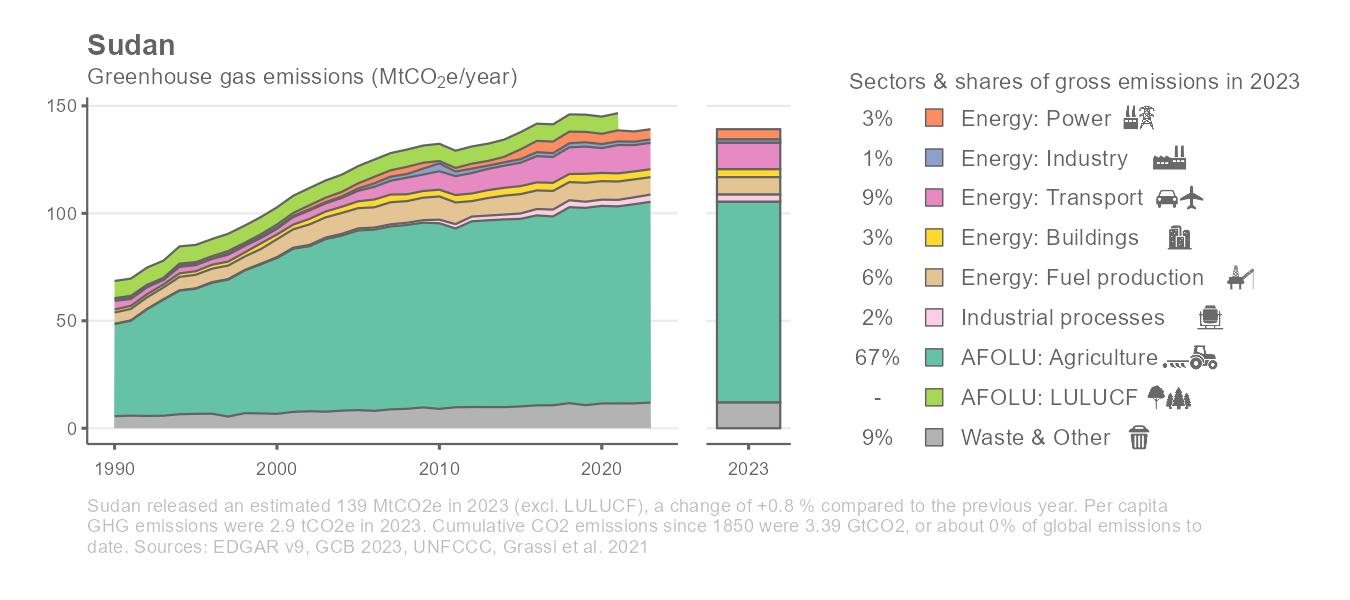 Sudan
Greenhouse gas emissions (MtCO₂e/year)
150
100
50
0
1990
2000
2010
2020
2023
Sectors & shares of gross emissions in 2023
3% Energy: Power
1% Energy: Industry
9% Energy: Transport
3% Energy: Buildings
6% Energy: Fuel production
2% Industrial processes
67% AFOLU: Agriculture
- AFOLU: LULUCF
9% Waste & Other
Sudan released an estimated 139 MtCO2e in 2023 (excl. LULUCF), a change of +0.8 % compared to the previous year. Per capita
GHG emissions were 2.9 tCO2e in 2023. Cumulative CO2 emissions since 1850 were 3.39 GtCO2, or about 0% of global emissions to
date. Sources: EDGAR v9, GCB 2023, UNFCCC, Grassi et al. 2021